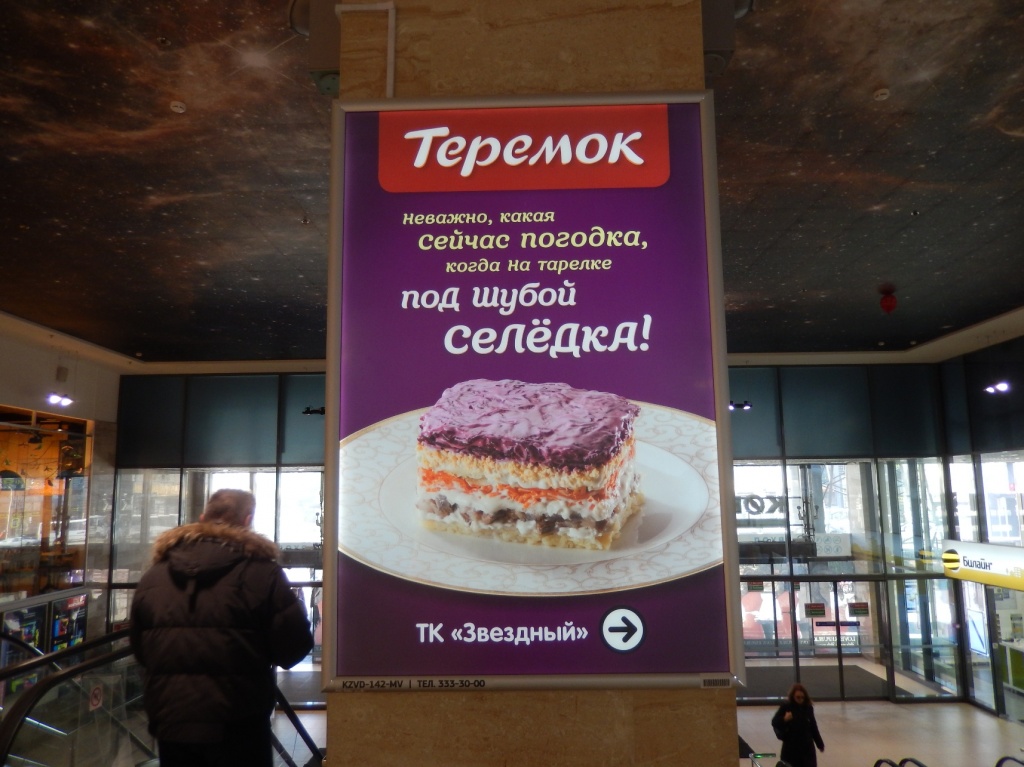 Теремок
Неважно, какая
сейчас погодка,
когда на тарелке
под шубой
селёдка!
ТК «Звездный»
KZVD-142-MV | ТЕЛ. 333-30-00
Билайн